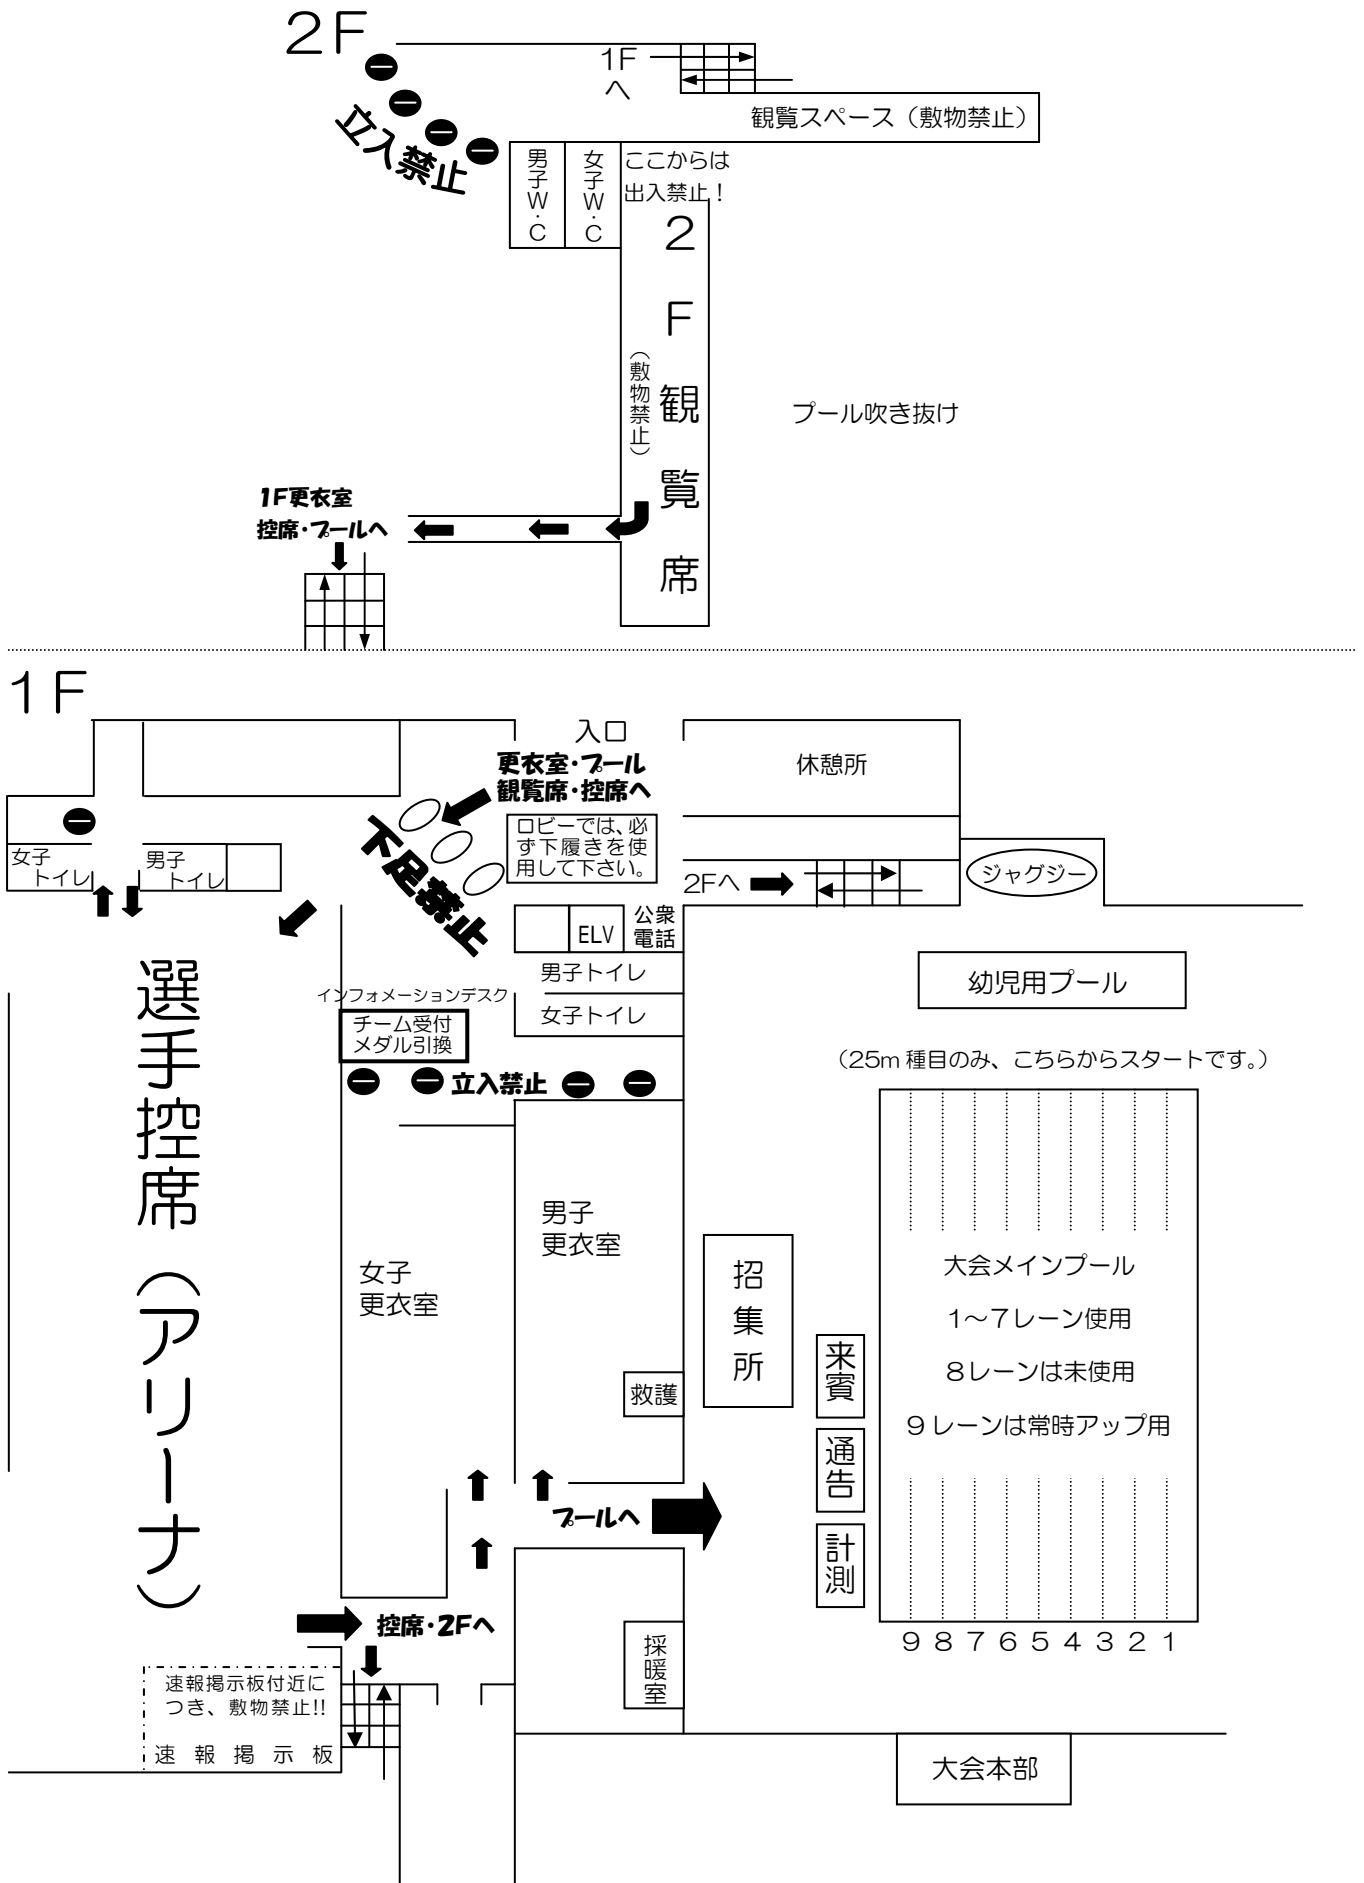 2F
1F
へ
観覧スペース（敷物禁止）
立入禁止
男子W・C
女子W・C
ここからは
出入禁止！
2F観覧席
（敷物禁止）
プール吹き抜け
1F更衣室
控席・プールへ
1F
入口
更衣室・プール
観覧席・控席へ
休憩所
ロビーでは、必
ず下履きを使
用して下さい。
下足禁止
女子
トイレ
男子
トイレ
2Fへ
ジャグジー
ELV
公衆
電話
男子トイレ
女子トイレ
幼児用プール
インフォメーションデスク
チーム受付
メダル引換
立入禁止
（25m 種目のみ、こちらからスタートです。）
選手控席（アリーナ）
男子
更衣室
女子
更衣室
招集所
大会メインプール
1～7レーン使用
8レーンは未使用
9レーンは常時アップ用
来賓
救護
通告
プールへ
計測
控席・2Fへ
9 8 7 6 5 4 3 2 1
採暖室
速報掲示板付近に
つき、敷物禁止!!
速報掲示板
大会本部